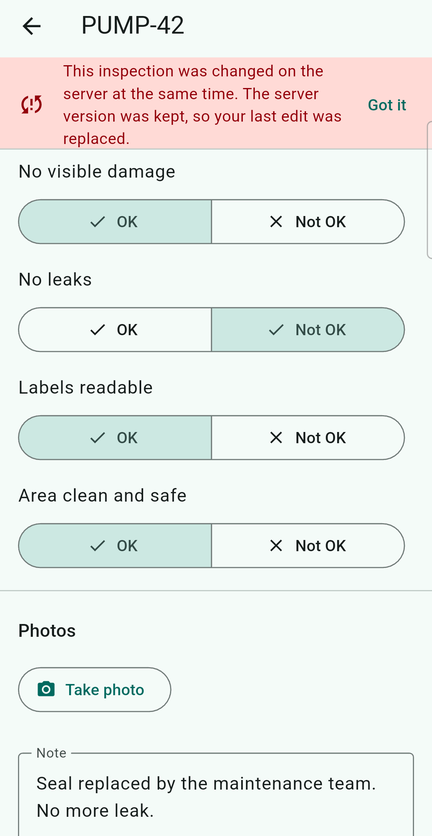 PUMP-42
This inspection was changed on the
server at the same time. The server
version was kept, so your last edit was
replaced.
Got it
No visible damage
OK Not OK
No leaks
OK Not OK
Labels readable
OK Not OK
Area clean and safe
OK Not OK
Photos
Take photo
Note
Seal replaced by the maintenance team.
No more leak.